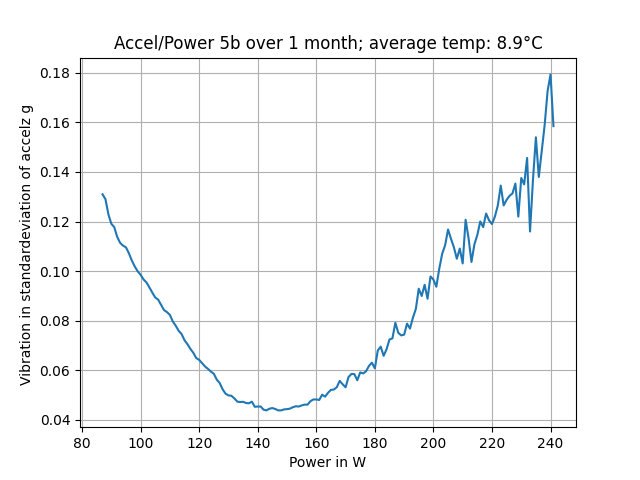 Accel/Power 5b over 1 month; average temp: 8.9°C
0.18
0.16
0.14
0.12
0.10
0.08
0.06
0.04
Vibration in standardeviation of accelz g
80 100 120 140 160 180 200 220 240
Power in W